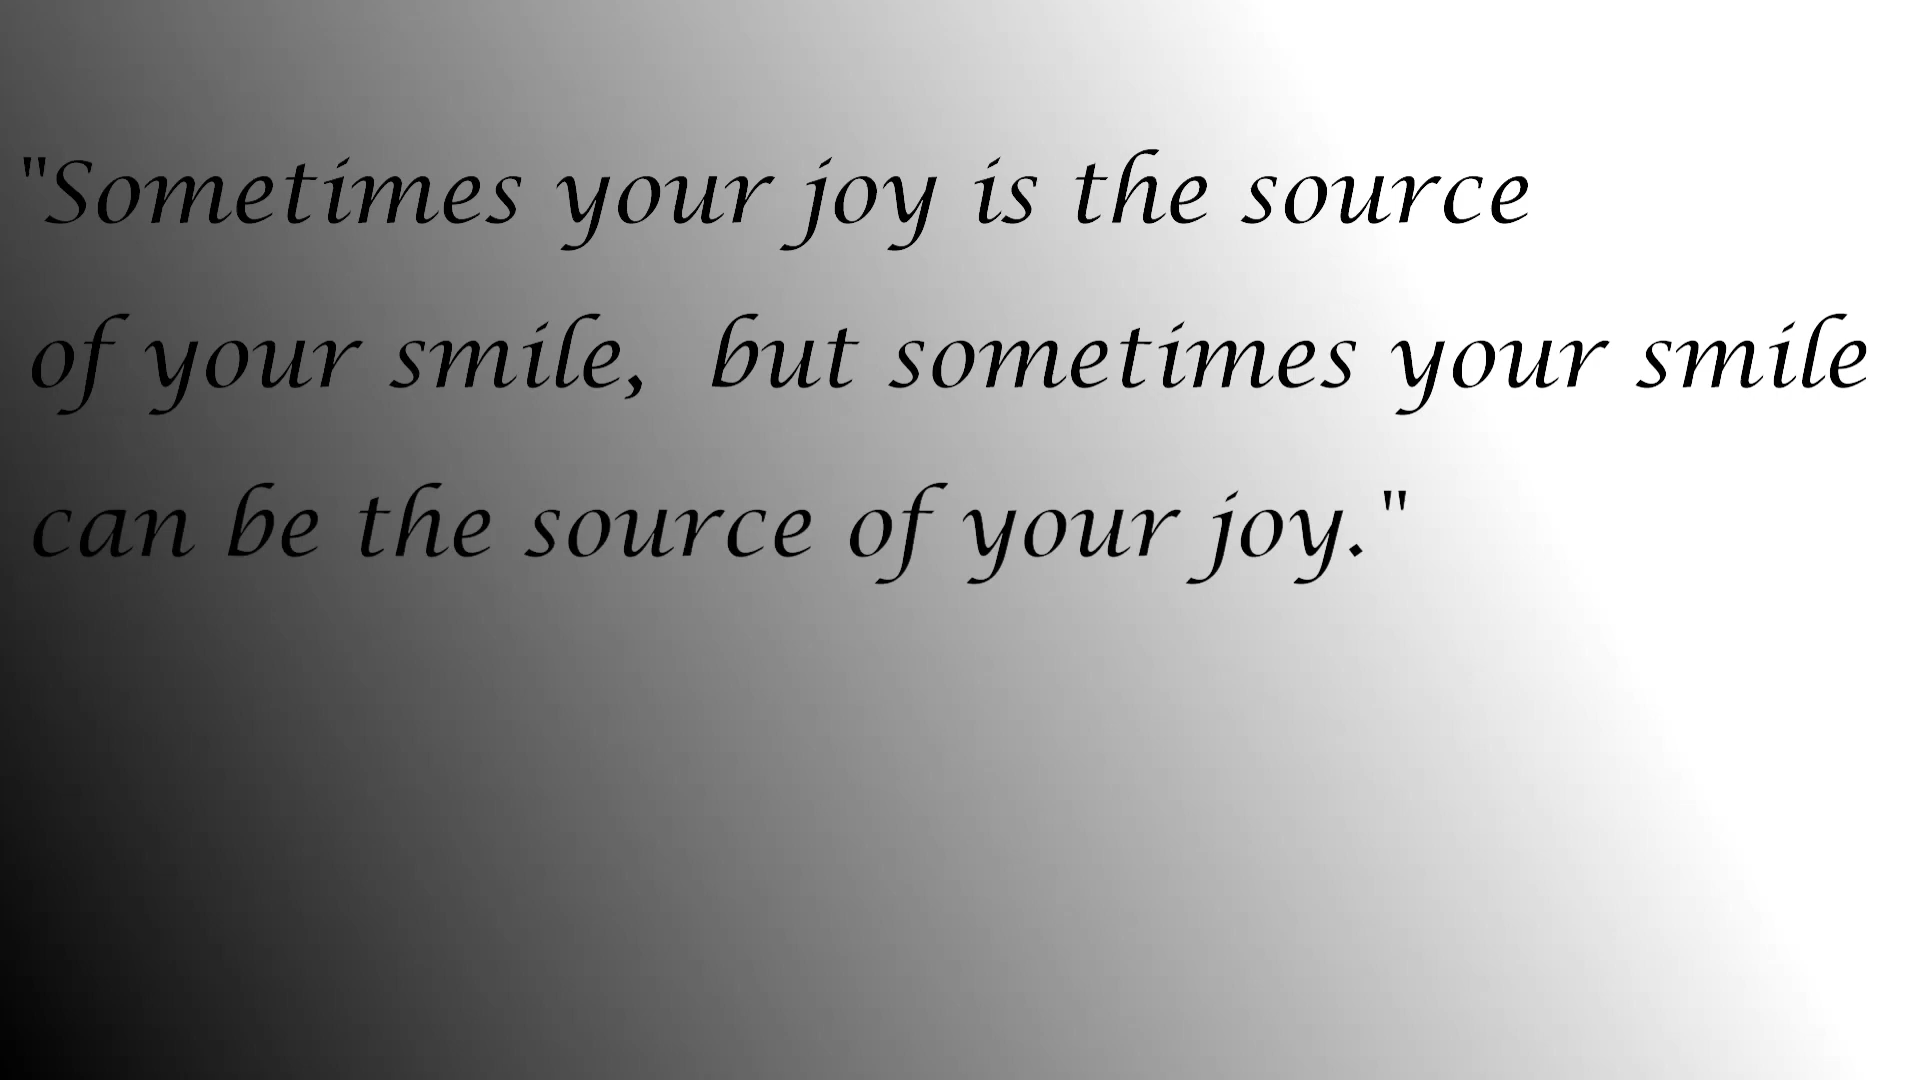 "Sometimes your joy is the source
of your smile,  but sometimes your smile
can be the source of your joy."